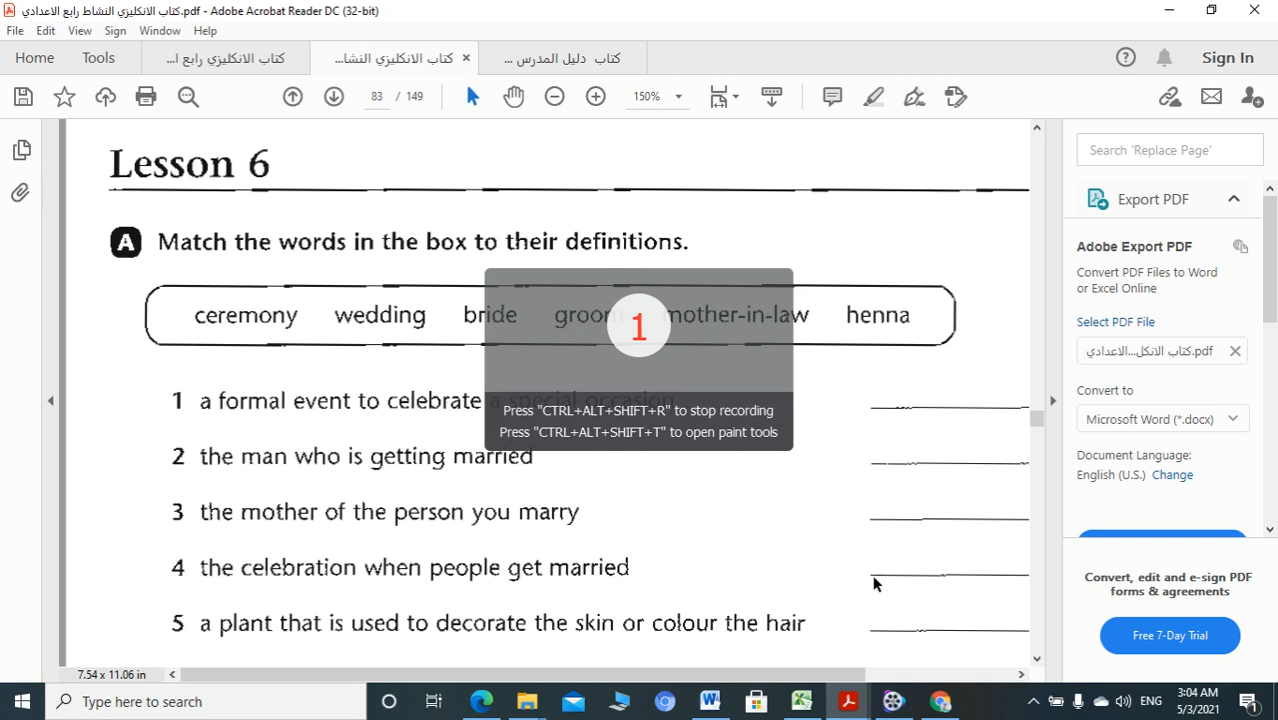 كتاب الانكليزي النشاط رابع الاعدادي.pdf - Adobe Acrobat Reader DC (32-bit)
File Edit View Sign Window Help
Home Tools كتاب الانكليزي رابع ا... كتاب الانكليزي النشا... × كتاب دليل المدرس ... Sign In
83 / 149 150%
Lesson 6
A Match the words in the box to their definitions.
ceremony wedding bride groom mother-in-law henna
1 a formal event to celebrate a special occasion
2 the man who is getting married
3 the mother of the person you marry
4 the celebration when people get married
5 a plant that is used to decorate the skin or colour the hair
1
Press "CTRL+ALT+SHIFT+R" to stop recording
Press "CTRL+ALT+SHIFT+T" to open paint tools
7.54 x 11.06 in
Search 'Replace Page'
Export PDF
Adobe Export PDF
Convert PDF Files to Word
or Excel Online
Select PDF File
كتاب الانكل...الاعدادي.pdf
Convert to
Microsoft Word (*.docx)
Document Language:
English (U.S.) Change
Convert, edit and e-sign PDF
forms & agreements
Free 7-Day Trial
Type here to search
ENG
3:04 AM
5/3/2021
1